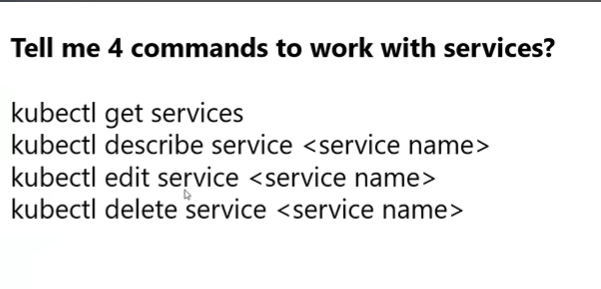 Tell me 4 commands to work with services?
kubectl get services
kubectl describe service <service name>
kubectl edit service <service name>
kubectl delete service <service name>